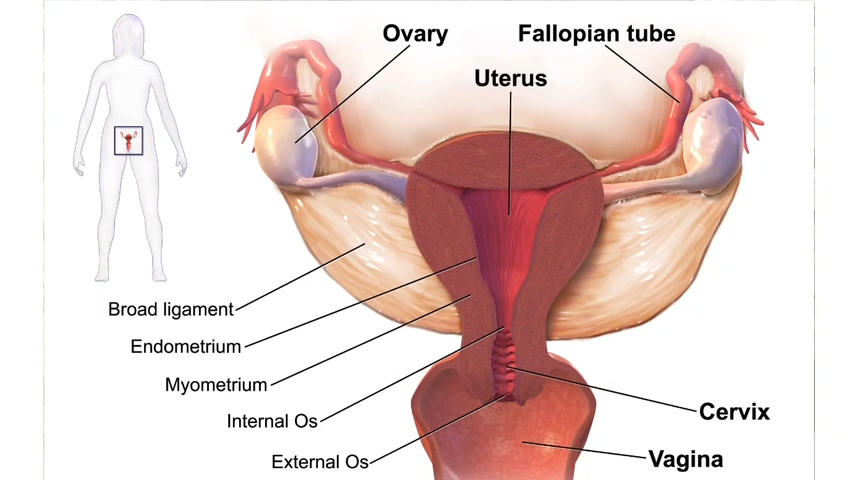 Ovary
Fallopian tube
Uterus
Broad ligament
Endometrium
Myometrium
Internal Os
External Os
Cervix
Vagina